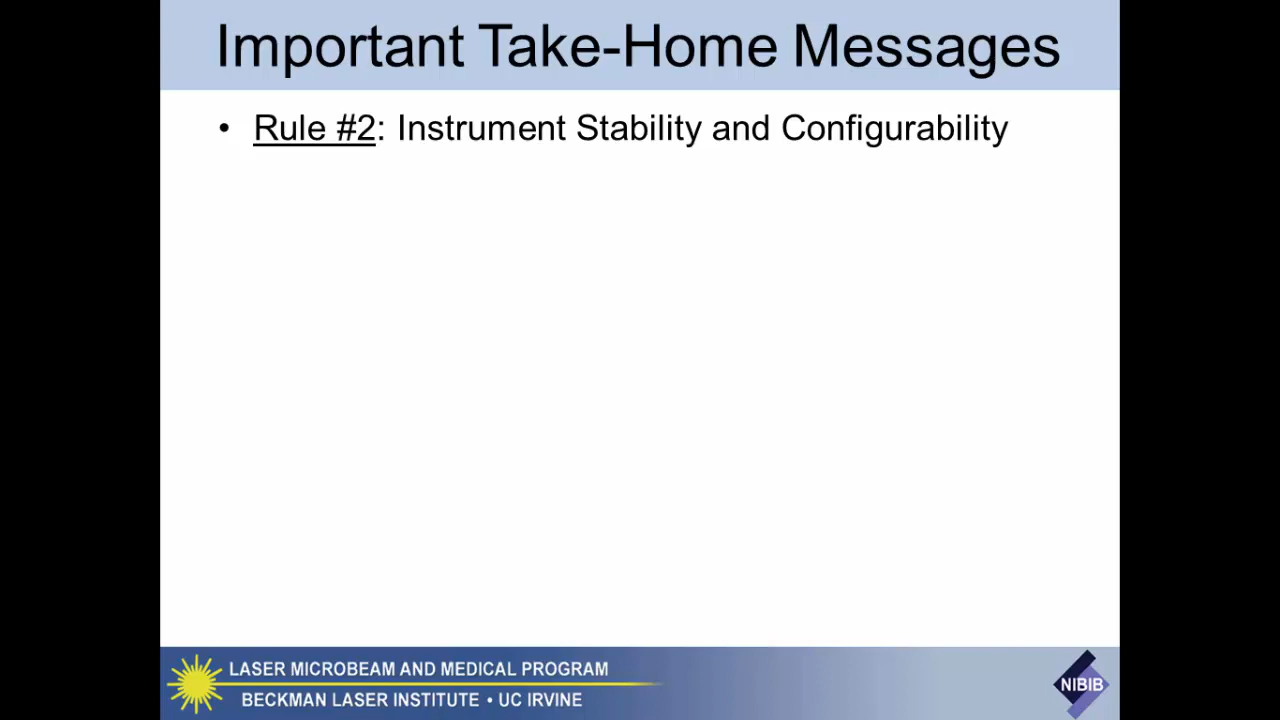 Important Take-Home Messages
• Rule #2: Instrument Stability and Configurability
LASER MICROBEAM AND MEDICAL PROGRAM
BECKMAN LASER INSTITUTE • UC IRVINE
NIBIB